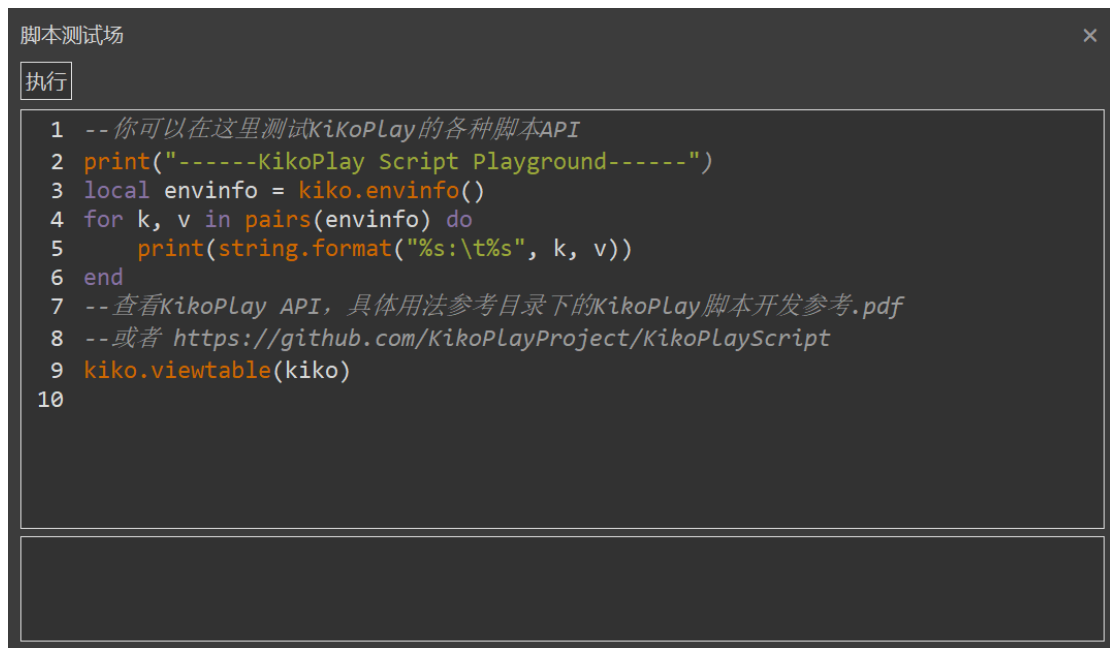 脚本测试场
×
执行
1 --你可以在这里测试KiKoPlay的各种脚本API
2 print("------KikoPlay Script Playground------")
3 local envinfo = kiko.envinfo()
4 for k, v in pairs(envinfo) do
5     print(string.format("%s:\t%s", k, v))
6 end
7 --查看KikoPlay API，具体用法参考目录下的KikoPlay脚本开发参考.pdf
8 --或者 https://github.com/KikoPlayProject/KikoPlayScript
9 kiko.viewtable(kiko)
10